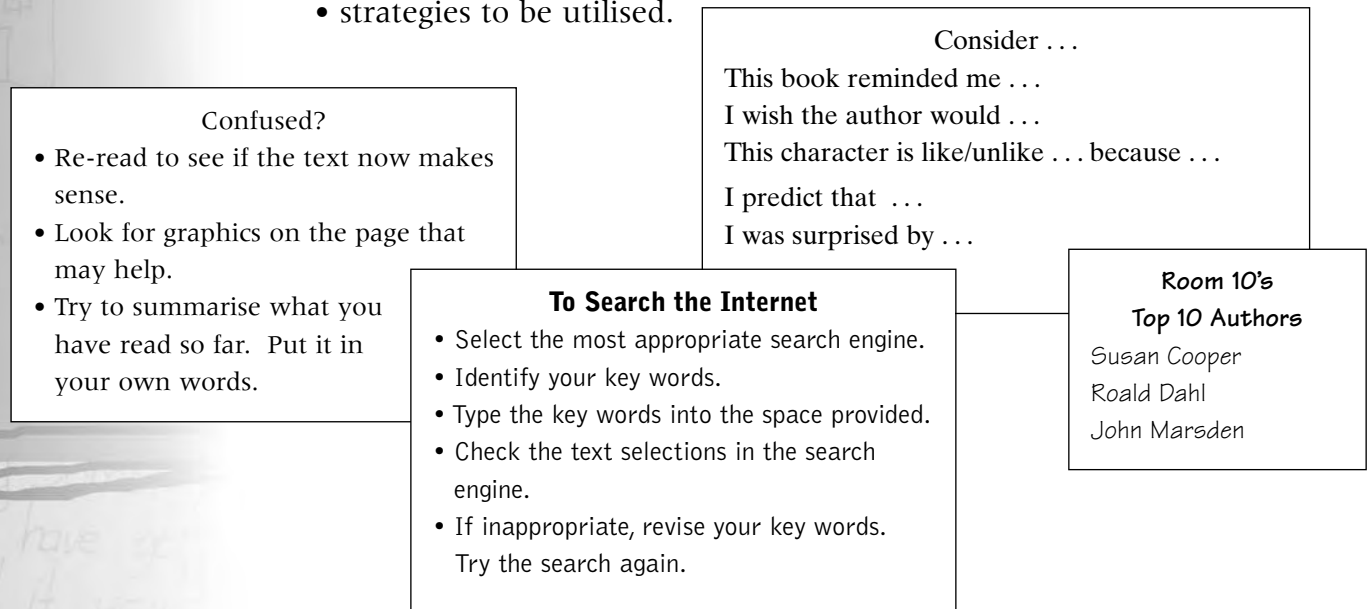 • strategies to be utilised.
Confused?
• Re-read to see if the text now makes
sense.
• Look for graphics on the page that
may help.
• Try to summarise what you
have read so far.  Put it in
your own words.
Consider . . .
This book reminded me . . .
I wish the author would . . .
This character is like/unlike . . . because . . .
I predict that  . . .
I was surprised by . . .
To Search the Internet
• Select the most appropriate search engine.
• Identify your key words.
• Type the key words into the space provided.
• Check the text selections in the search
engine.
• If inappropriate, revise your key words.
Try the search again.
Room 10's
Top 10 Authors
Susan Cooper
Roald Dahl
John Marsden
have